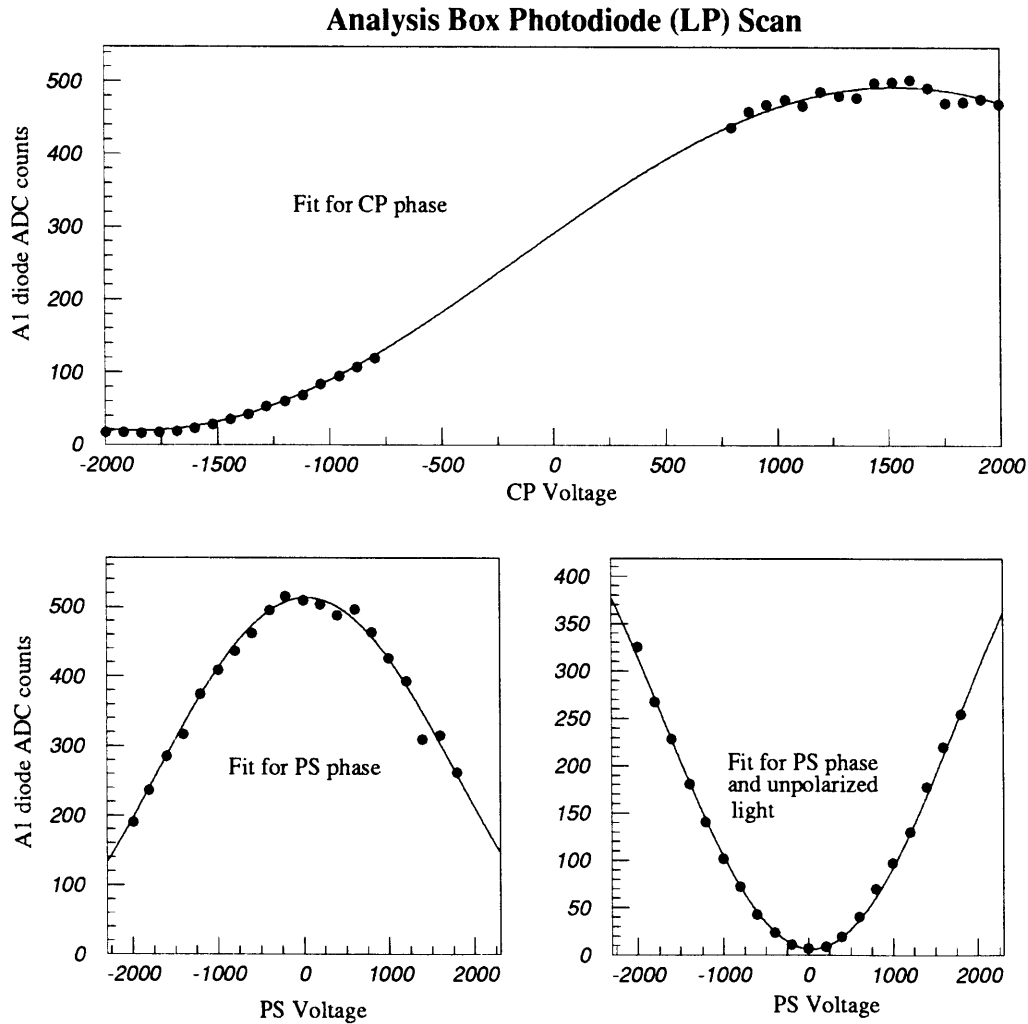 Analysis Box Photodiode (LP) Scan
500
400
300
200
100
0
A1 diode ADC counts
Fit for CP phase
-2000 -1500 -1000 -500 0 500 1000 1500 2000
CP Voltage
500
400
300
200
100
0
A1 diode ADC counts
Fit for PS phase
-2000 -1000 0 1000 2000
PS Voltage
400
350
300
250
200
150
100
50
0
Fit for PS phase
and unpolarized
light
-2000 -1000 0 1000 2000
PS Voltage